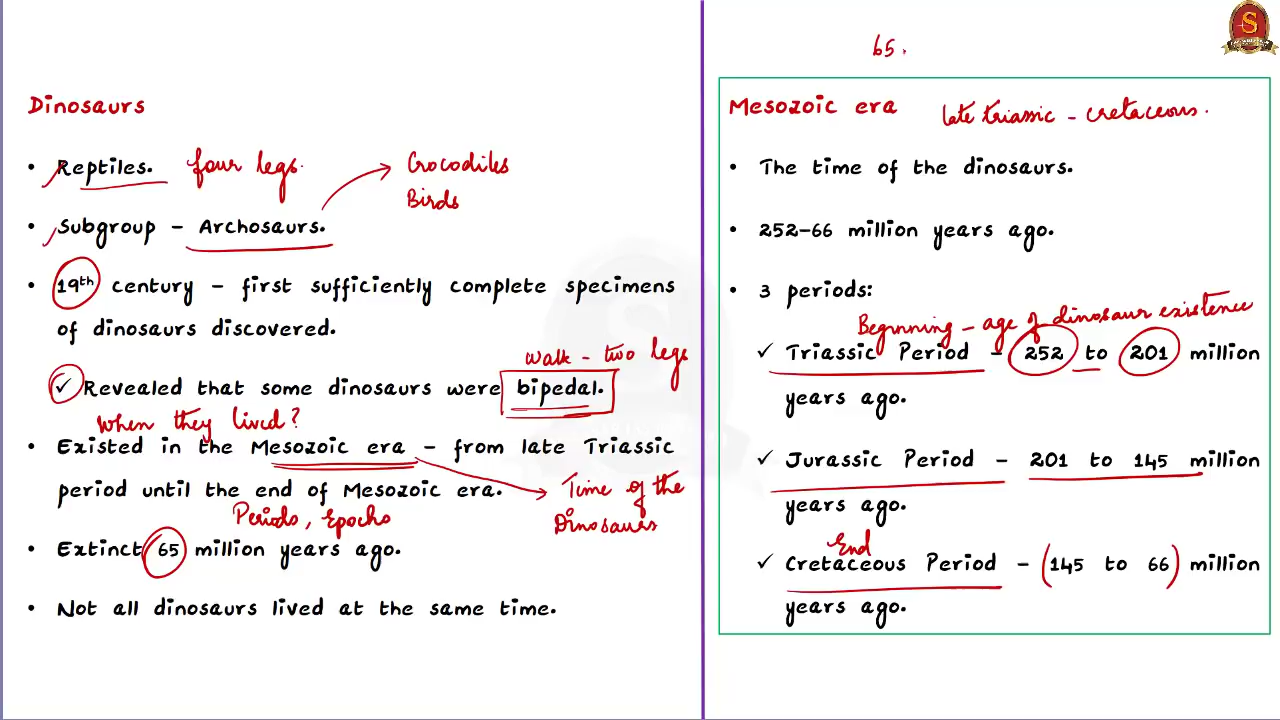 Dinosaurs
• Reptiles. four legs.
Crocodiles
Birds
• Subgroup - Archosaurs.
• 19th century - first sufficiently complete specimens
of dinosaurs discovered.
walk - two legs
✓ Revealed that some dinosaurs were bipedal.
when they lived?
• Existed in the Mesozoic era - from late Triassic
period until the end of Mesozoic era.
Time of the
Dinosaurs
Periods, Epochs
• Extinct 65 million years ago.
• Not all dinosaurs lived at the same time.
65.
Mesozoic era late triassic - cretaceous.
• The time of the dinosaurs.
• 252-66 million years ago.
• 3 periods:
Beginning - age of dinosaur existence
✓ Triassic Period - 252 to 201 million
years ago.
✓ Jurassic Period - 201 to 145 million
years ago.
End
✓ Cretaceous Period - (145 to 66) million
years ago.
S